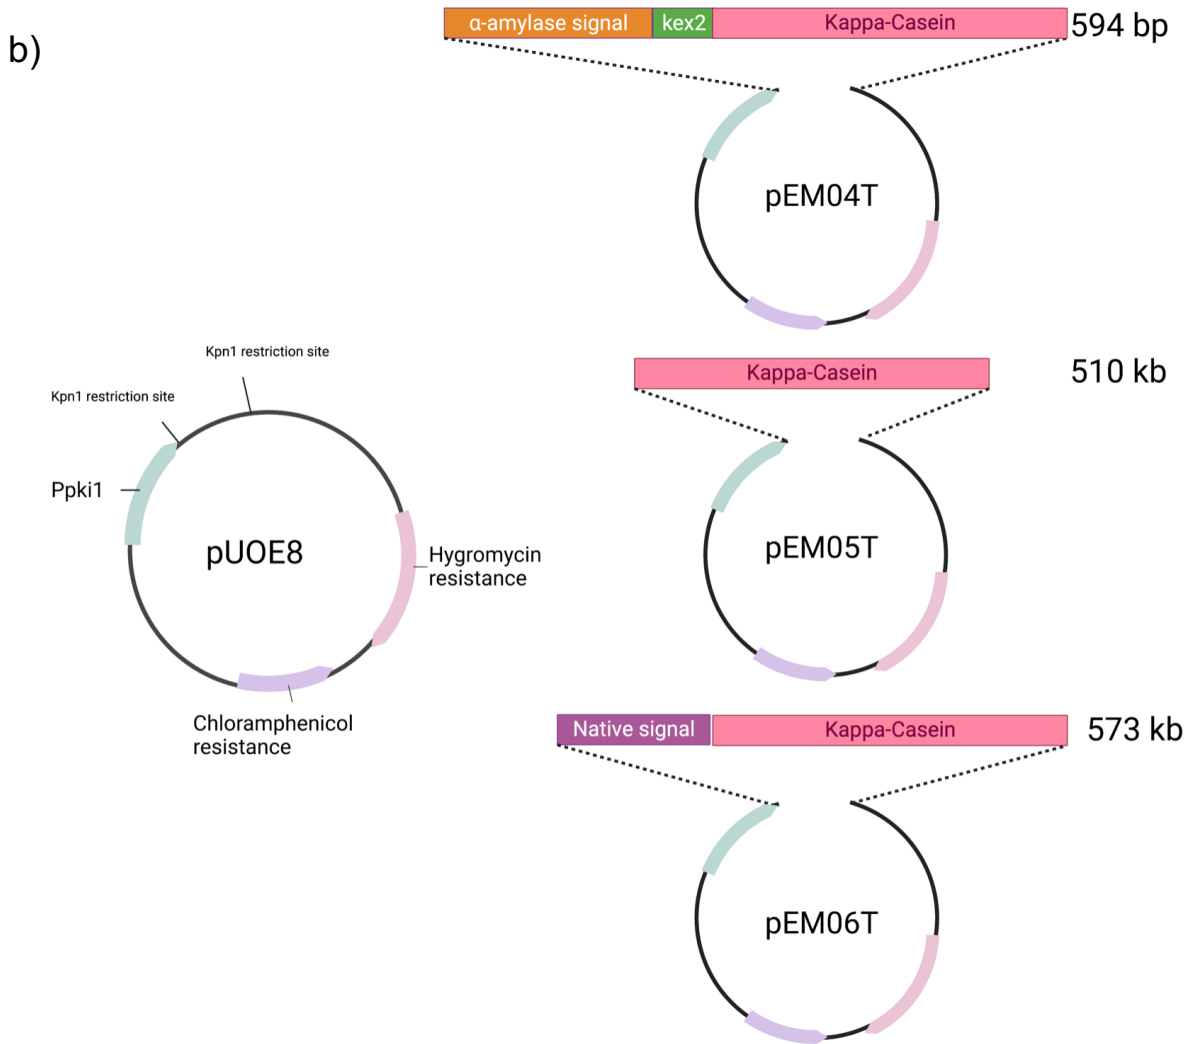 b)
α-amylase signal
kex2
Kappa-Casein
594 bp
pEM04T
Kpn1 restriction site
Kpn1 restriction site
Ppki1
pUOE8
Hygromycin
resistance
Chloramphenicol
resistance
Kappa-Casein
510 kb
pEM05T
Native signal
Kappa-Casein
573 kb
pEM06T